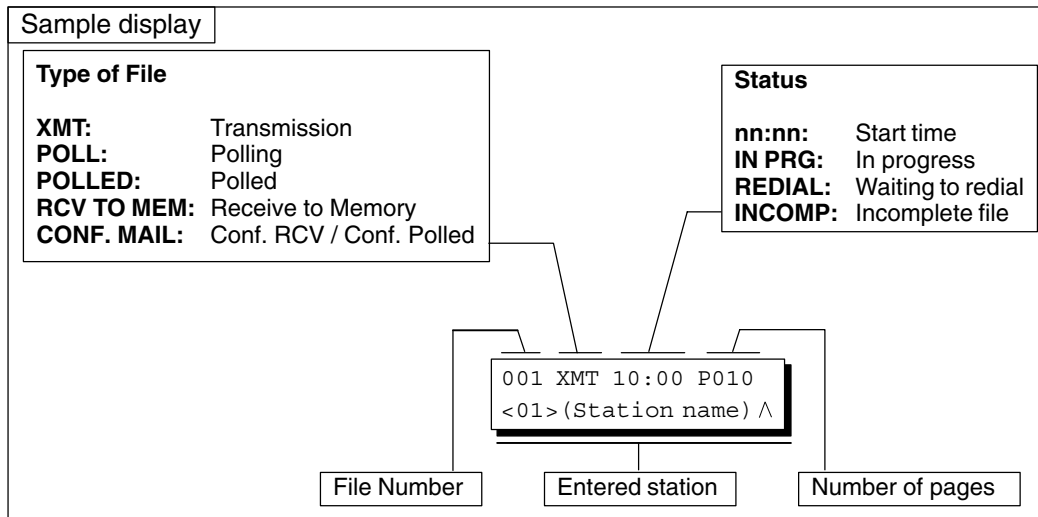 Sample display
Type of File
XMT: Transmission
POLL: Polling
POLLED: Polled
RCV TO MEM: Receive to Memory
CONF. MAIL: Conf. RCV / Conf. Polled
Status
nn:nn: Start time
IN PRG: In progress
REDIAL: Waiting to redial
INCOMP: Incomplete file
001 XMT 10:00 P010
<01>(Station name) ∧
File Number
Entered station
Number of pages